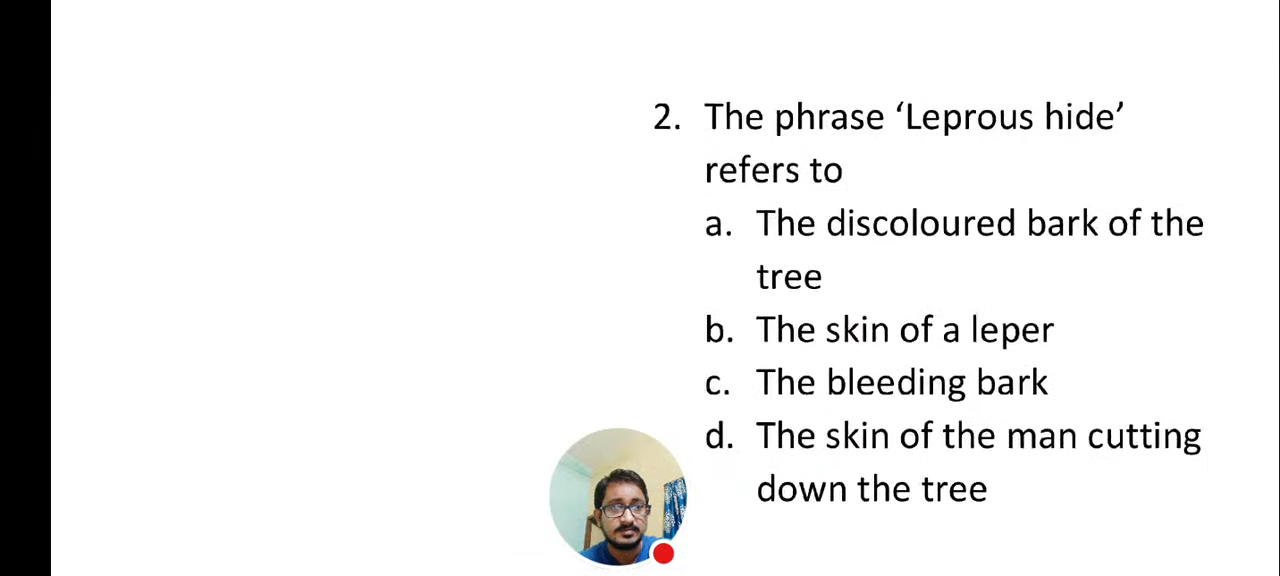 2. The phrase ‘Leprous hide’
refers to
a. The discoloured bark of the
tree
b. The skin of a leper
c. The bleeding bark
d. The skin of the man cutting
down the tree